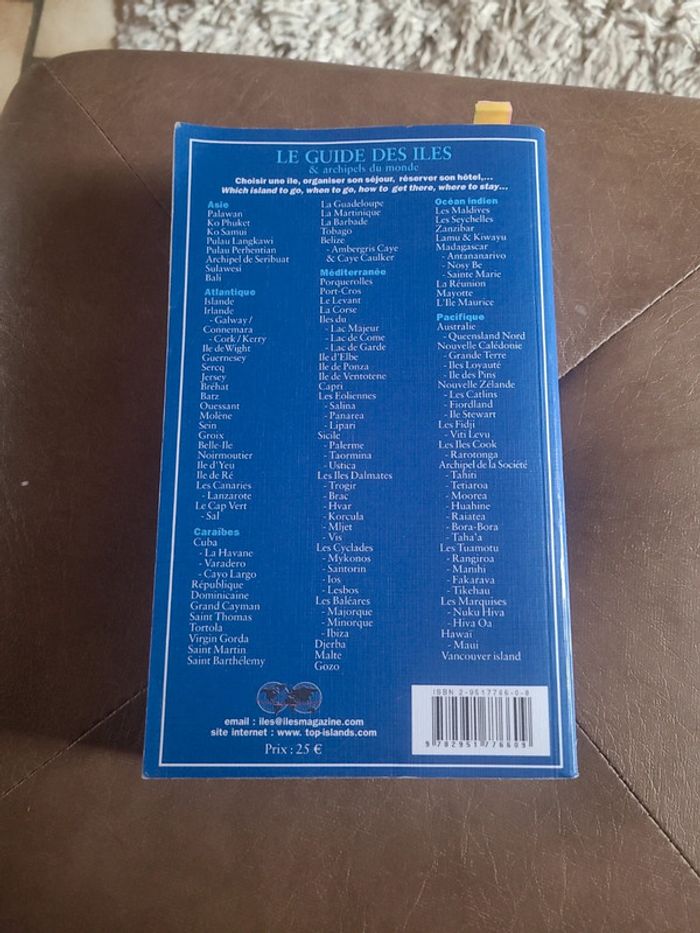 LE GUIDE DES ILES
& archipels du monde
Choisir une île, organiser son séjour, réserver son hôtel,...
Which island to go, when to go, how to get there, where to stay...
Asie
Palawan
Ko Phuket
Ko Samui
Pulau Langkawi
Pulau Perhentian
Archipel de Seribuat
Sulawesi
Bali
Atlantique
Islande
Irlande
- Galway /
Connemara
- Cork / Kerry
Ile de Wight
Guernesey
Sercq
Jersey
Bréhat
Batz
Ouessant
Molène
Sein
Groix
Belle-Ile
Noirmoutier
Ile d'Yeu
Ile de Ré
Les Canaries
- Lanzarote
Le Cap Vert
- Sal
Caraïbes
Cuba
- La Havane
- Varadero
- Cayo Largo
République
Dominicaine
Grand Cayman
Saint Thomas
Tortola
Virgin Gorda
Saint Martin
Saint Barthélemy
La Guadeloupe
La Martinique
La Barbade
Tobago
Belize
- Ambergris Caye
& Caye Caulker
Méditerranée
Porquerolles
Port-Cros
Le Levant
La Corse
Iles du
- Lac Majeur
- Lac de Come
- Lac de Garde
Ile d'Elbe
Ile de Ponza
Ile de Ventotene
Capri
Les Eoliennes
- Salina
- Panarea
- Lipari
Sicile
- Palerme
- Taormina
- Ustica
Les Iles Dalmates
- Trogir
- Brac
- Hvar
- Korcula
- Mljet
- Vis
Les Cyclades
- Mykonos
- Santorin
- Ios
- Lesbos
Les Baléares
- Majorque
- Minorque
- Ibiza
Djerba
Malte
Gozo
Océan indien
Les Maldives
Les Seychelles
Zanzibar
Lamu & Kiwayu
Madagascar
- Antananarivo
- Nosy Be
- Sainte Marie
La Réunion
Mayotte
L'Ile Maurice
Pacifique
Australie
- Queensland Nord
Nouvelle Calédonie
- Grande Terre
- Iles Loyauté
- Ile des Pins
Nouvelle Zélande
- Les Catlins
- Fiordland
- Ile Stewart
Les Fidji
- Viti Levu
Les Iles Cook
- Rarotonga
Archipel de la Société
- Tahiti
- Tetiaroa
- Moorea
- Huahine
- Raiatea
- Bora-Bora
- Taha'a
Les Tuamotu
- Rangiroa
- Manihi
- Fakarava
- Tikehau
Les Marquises
- Nuku Hiva
- Hiva Oa
Hawaï
- Maui
Vancouver island
email : iles@ilesmagazine.com
site internet : www. top-islands.com
Prix : 25 €
ISBN 2-9517766-0-8
9 782951 776609